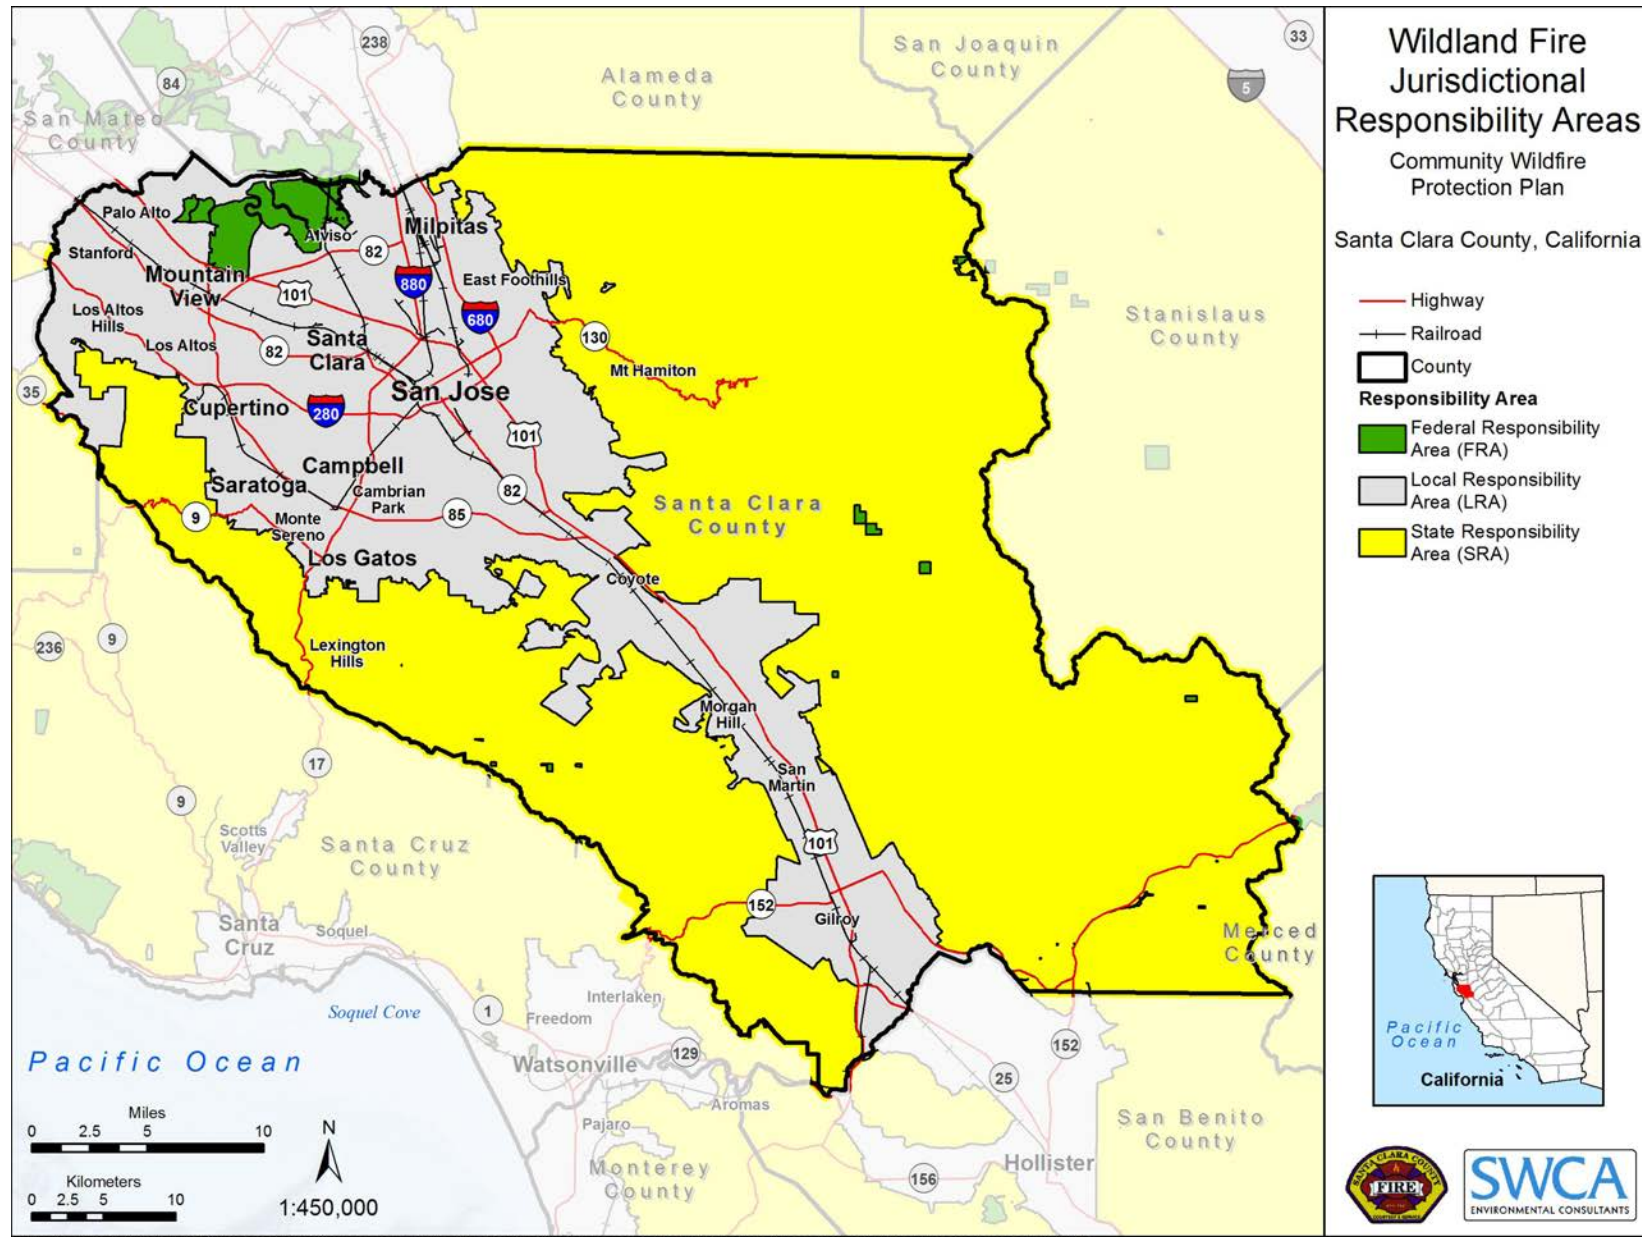 Wildland Fire
Jurisdictional
Responsibility Areas
Community Wildfire
Protection Plan
Santa Clara County, California
Highway
Railroad
County
Responsibility Area
Federal Responsibility
Area (FRA)
Local Responsibility
Area (LRA)
State Responsibility
Area (SRA)
238
84
33
5
San Mateo
County
Alameda
County
San Joaquin
County
Stanislaus
County
Palo Alto
Alviso
Milpitas
82
Stanford
Mountain
View
101
880
East Foothills
680
Los Altos
Hills
Los Altos
82
Santa
Clara
130
Mt Hamiton
35
Cupertino
280
San Jose
101
Campbell
Saratoga
Cambrian
Park
82
85
9
Monte
Sereno
Los Gatos
Santa Clara
County
Coyote
236
9
Lexington
Hills
Morgan
Hill
17
San
Martin
9
Scotts
Valley
Santa Cruz
County
101
152
Gilroy
Santa
Cruz
Soquel
Merced
County
Interlaken
Freedom
Soquel Cove
1
Watsonville
129
152
25
Pacific Ocean
Aromas
Pajaro
San Benito
County
Monterey
County
156
Hollister
Miles
0 2.5 5 10
Kilometers
0 2.5 5 10
N
1:450,000
Pacific
Ocean
California
SANTA CLARA COUNTY
FIRE
SWCA
ENVIRONMENTAL CONSULTANTS